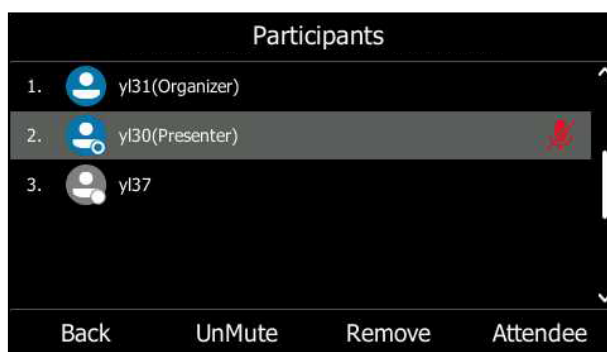 Participants
1. yl31(Organizer)
2. yl30(Presenter)
3. yl37
Back UnMute Remove Attendee